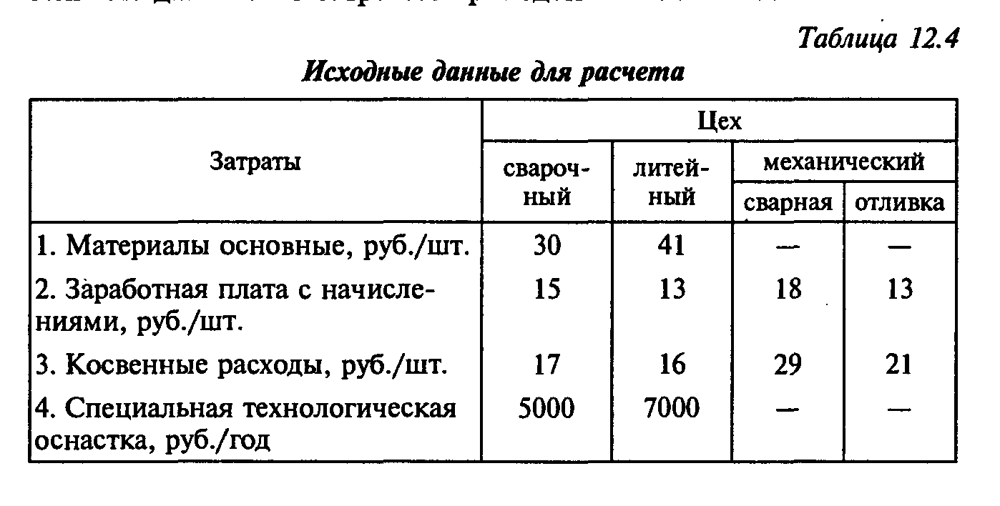 Таблица 12.4
Исходные данные для расчета
Затраты
Цех
свароч-
ный
литей-
ный
механический
сварная
отливка
1. Материалы основные, руб./шт. 30 41 — —
2. Заработная плата с начисле- 15 13 18 13
ниями, руб./шт.
3. Косвенные расходы, руб./шт. 17 16 29 21
4. Специальная технологическая 5000 7000 — —
оснастка, руб./год